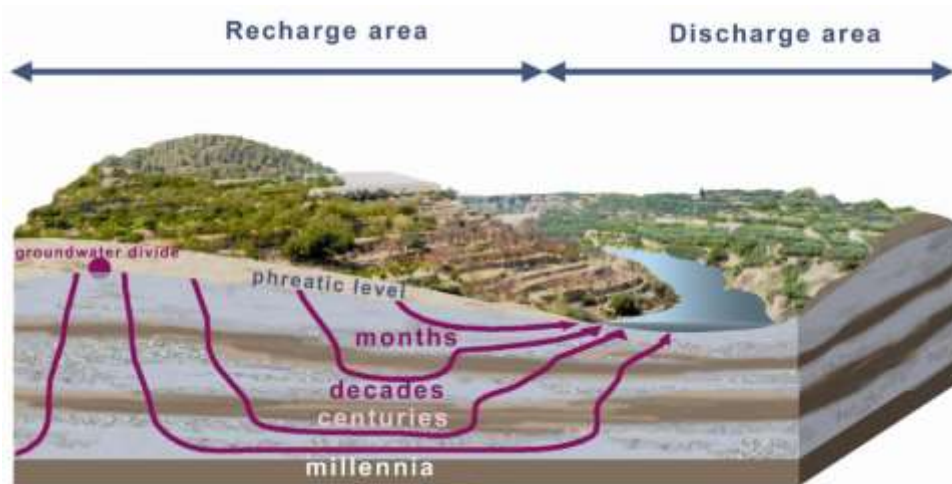 Recharge area
Discharge area
groundwater divide
phreatic level
months
decades
centuries
millennia